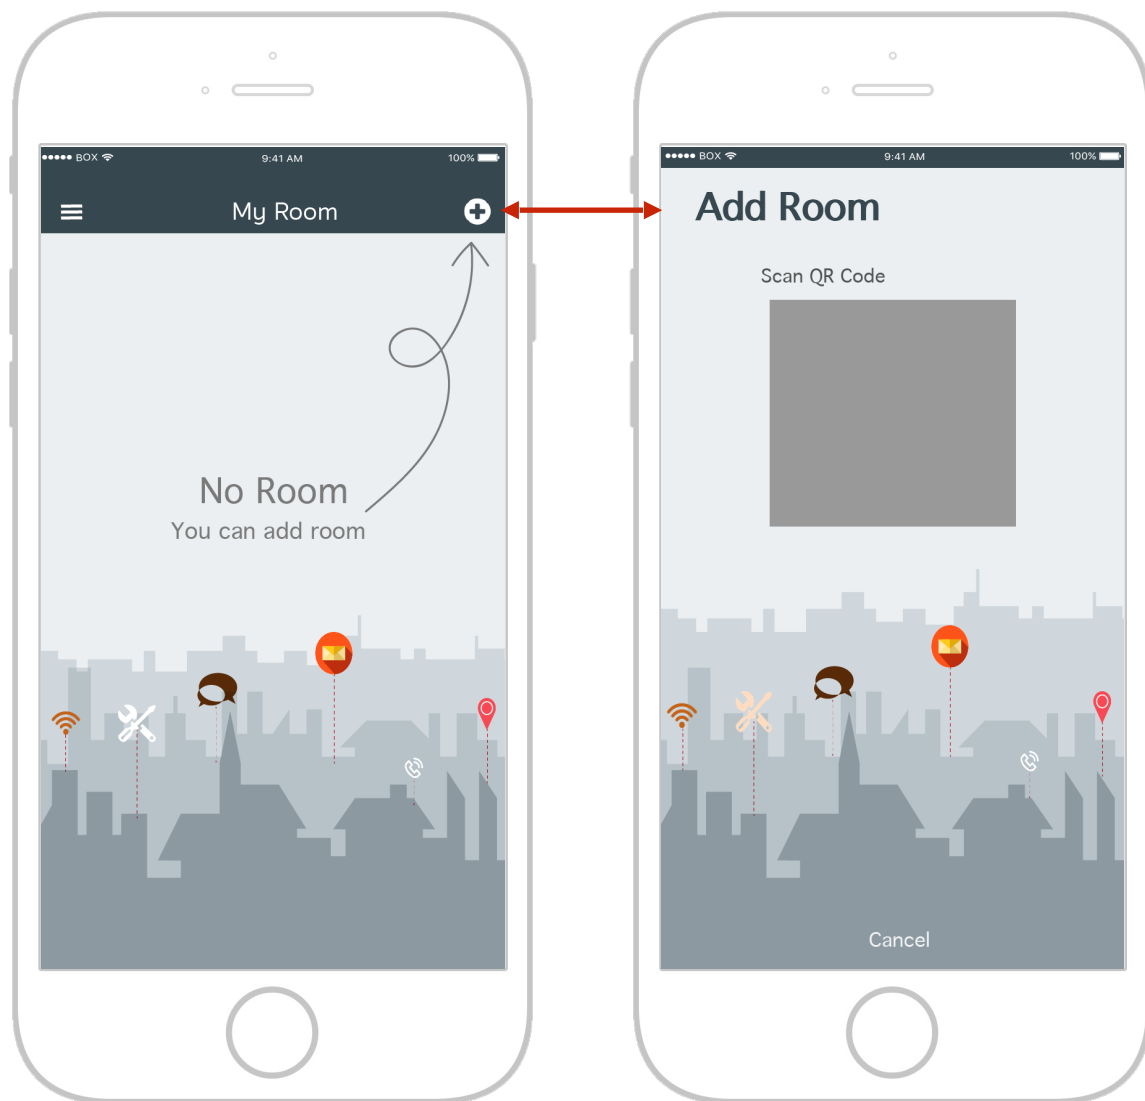 BOX 9:41 AM 100%
My Room
No Room
You can add room
BOX 9:41 AM 100%
Add Room
Scan QR Code
Cancel